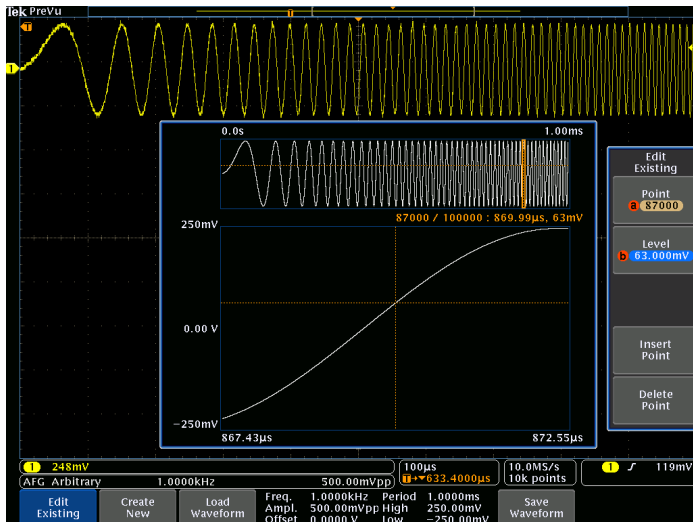 Tek PreVu
T
T
1
0.0s 1.00ms
87000 / 100000 : 869.99µs, 63mV
250mV
0.00 V
−250mV
867.43µs 872.55µs
Edit
Existing
Point
a 87000
Level
b 63.000mV
Insert
Point
Delete
Point
1 248mV
AFG Arbitrary 1.0000kHz 500.00mVpp
100µs
T→▼633.4000µs
10.0MS/s
10k points
1 119mV
Edit
Existing
Create
New
Load
Waveform
Freq. 1.0000kHz Period 1.0000ms
Ampl. 500.00mVpp High 250.00mV
Offset 0.0000 V Low −250.00mV
Save
Waveform